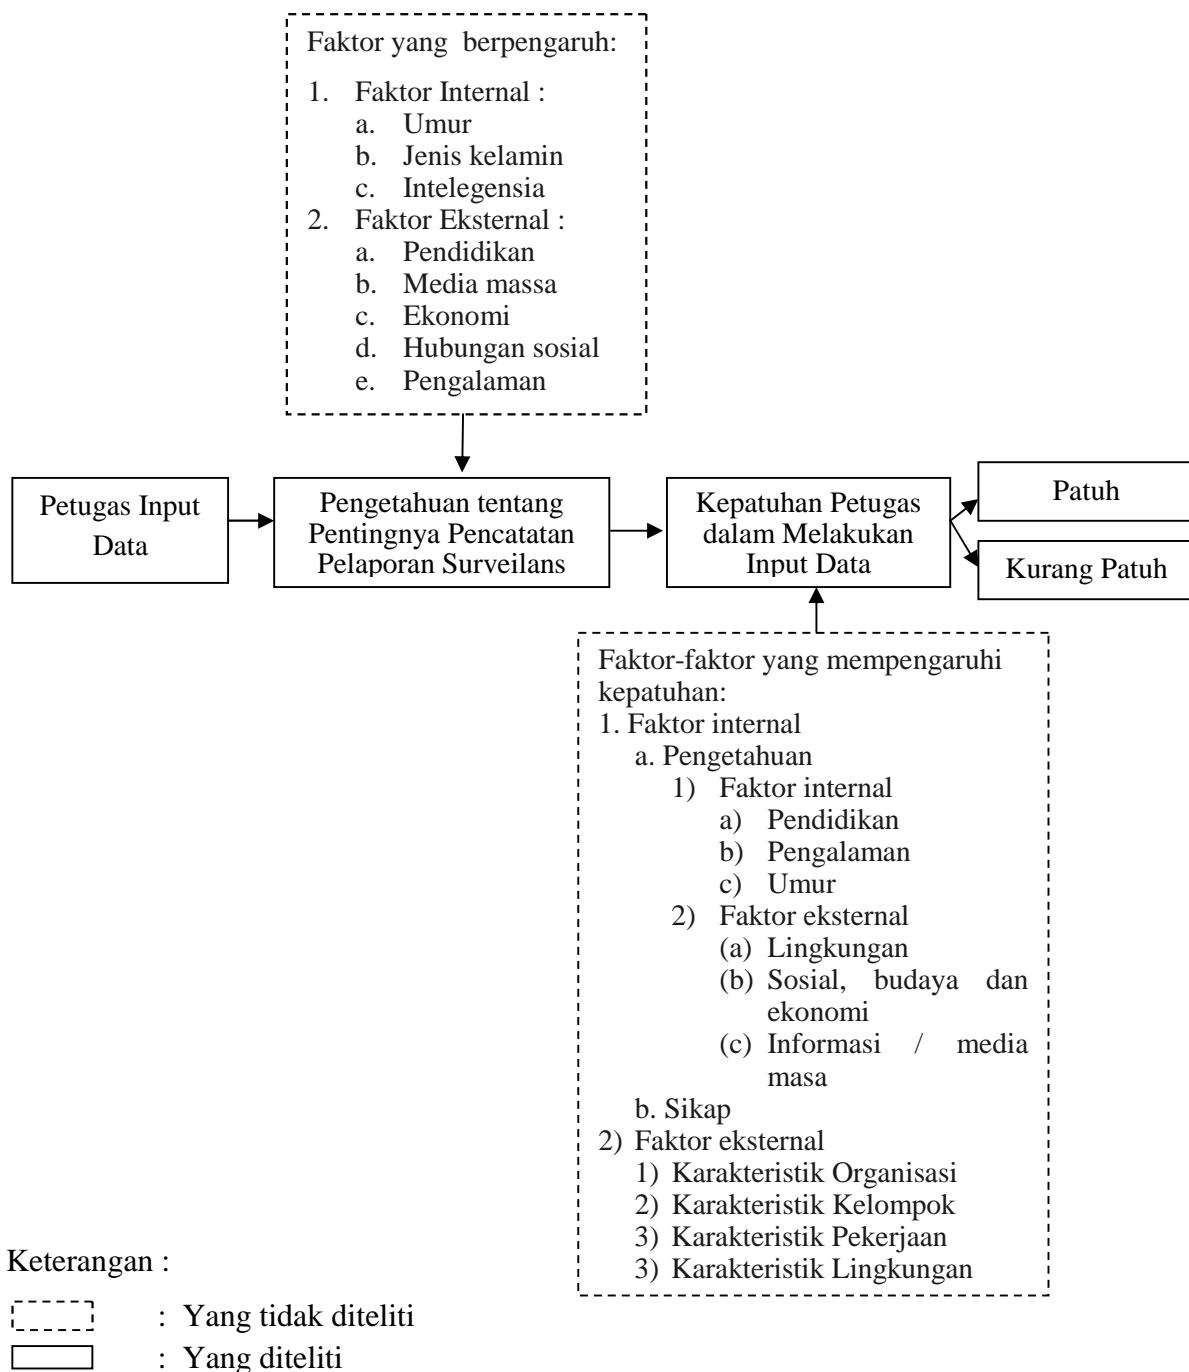 Faktor yang berpengaruh:
1. Faktor Internal :
a. Umur
b. Jenis kelamin
c. Intelegensia
2. Faktor Eksternal :
a. Pendidikan
b. Media massa
c. Ekonomi
d. Hubungan sosial
e. Pengalaman
Petugas Input
Data
Pengetahuan tentang
Pentingnya Pencatatan
Pelaporan Surveilans
Kepatuhan Petugas
dalam Melakukan
Input Data
Patuh
Kurang Patuh
Faktor-faktor yang mempengaruhi
kepatuhan:
1. Faktor internal
a. Pengetahuan
1) Faktor internal
a) Pendidikan
b) Pengalaman
c) Umur
2) Faktor eksternal
(a) Lingkungan
(b) Sosial, budaya dan
ekonomi
(c) Informasi / media
masa
b. Sikap
2) Faktor eksternal
1) Karakteristik Organisasi
2) Karakteristik Kelompok
3) Karakteristik Pekerjaan
3) Karakteristik Lingkungan
Keterangan :
: Yang tidak diteliti
: Yang diteliti